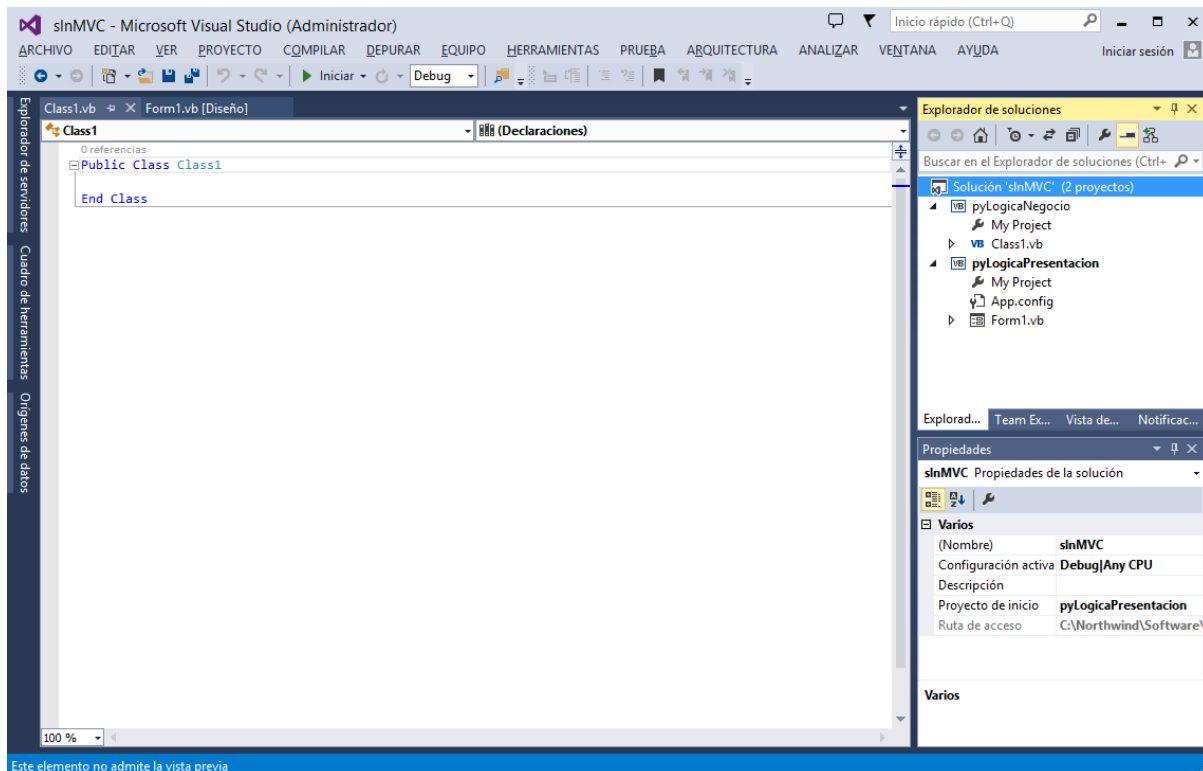 slnMVC - Microsoft Visual Studio (Administrador)
Inicio rápido (Ctrl+Q)
ARCHIVO EDITAR VER PROYECTO COMPILAR DEPURAR EQUIPO HERRAMIENTAS PRUEBA ARQUITECTURA ANALIZAR VENTANA AYUDA
Iniciar sesión
Iniciar
Debug
Explorador de servidores
Cuadro de herramientas
Orígenes de datos
Class1.vb
Form1.vb [Diseño]
Class1
(Declaraciones)
0 referencias
Public Class Class1
End Class
100 %
Explorador de soluciones
Buscar en el Explorador de soluciones (Ctrl+
Solución 'slnMVC' (2 proyectos)
VB pyLogicaNegocio
My Project
VB Class1.vb
VB pyLogicaPresentacion
My Project
App.config
Form1.vb
Explorad... Team Ex... Vista de... Notificac...
Propiedades
slnMVC Propiedades de la solución
Varios
(Nombre) slnMVC
Configuración activa Debug|Any CPU
Descripción
Proyecto de inicio pyLogicaPresentacion
Ruta de acceso C:\Northwind\Software\
Varios
Este elemento no admite la vista previa